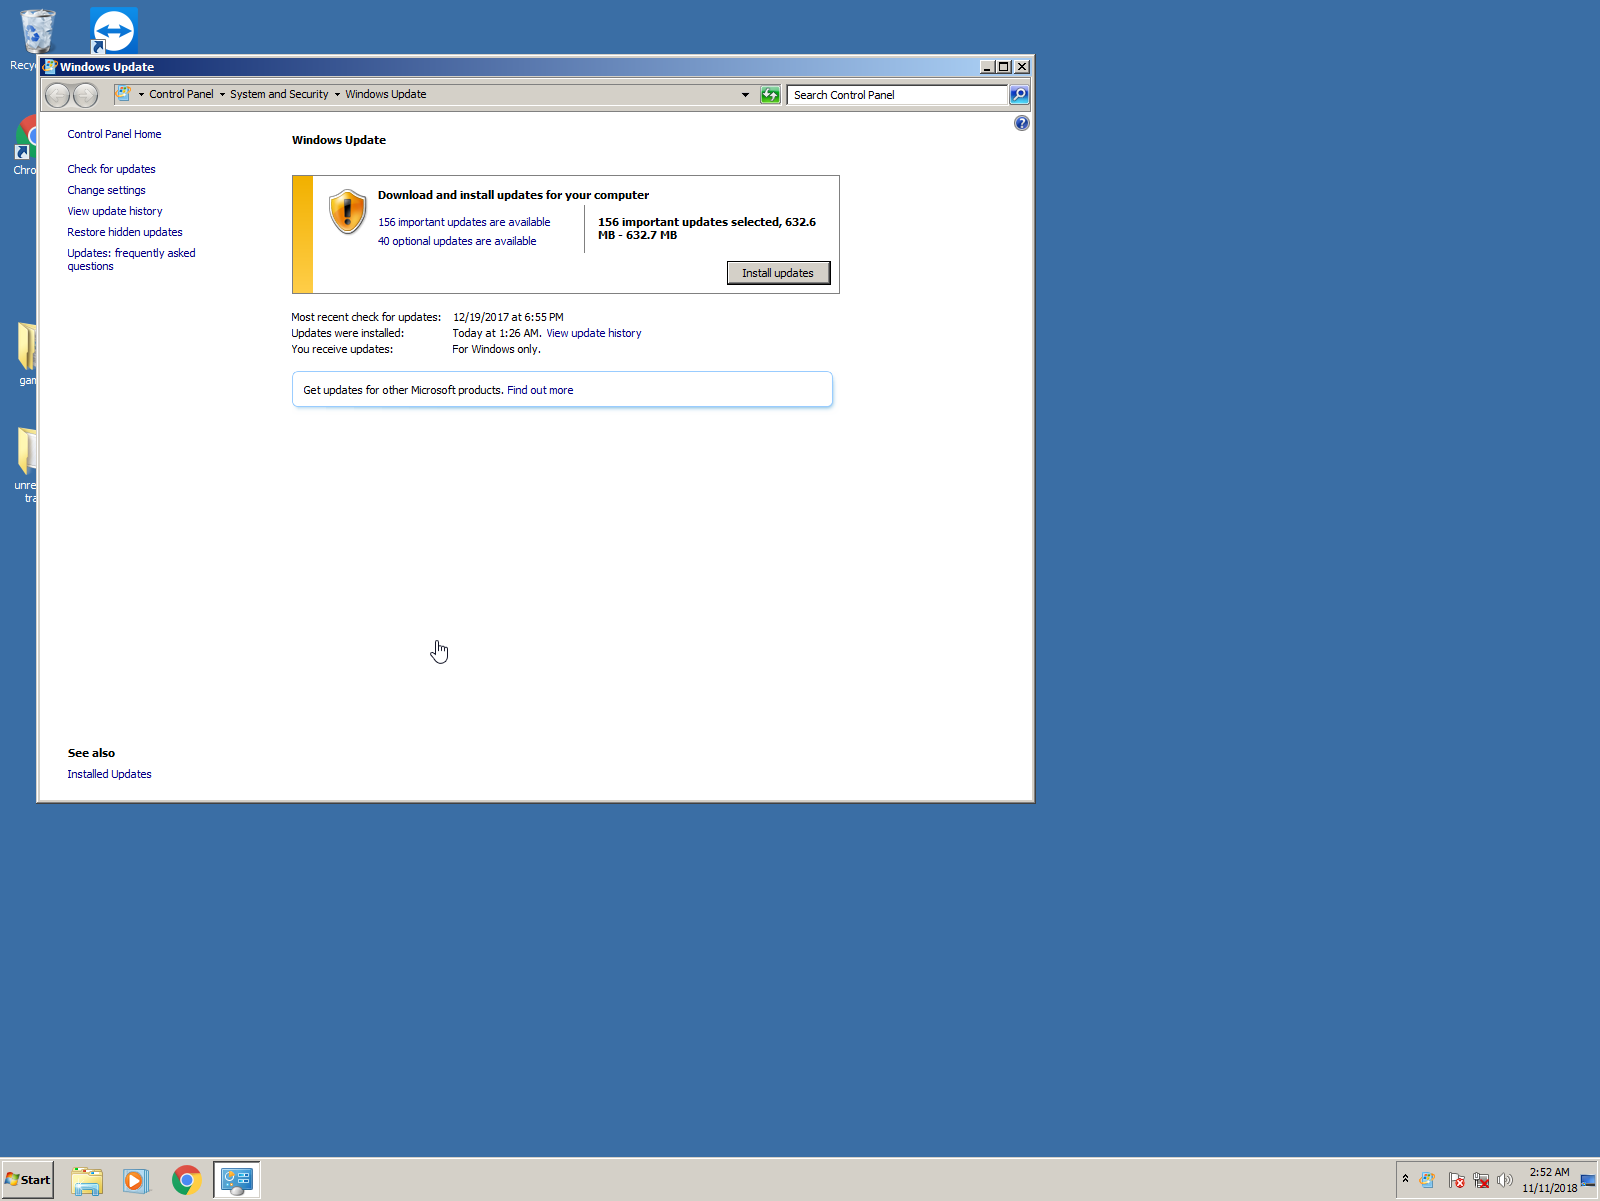 Recy
Windows Update
Control Panel
System and Security
Windows Update
Search Control Panel
Control Panel Home
Windows Update
Chro
Check for updates
Change settings
View update history
Restore hidden updates
Updates: frequently asked
questions
Download and install updates for your computer
156 important updates are available
40 optional updates are available
156 important updates selected, 632.6
MB - 632.7 MB
Install updates
Most recent check for updates: 12/19/2017 at 6:55 PM
Updates were installed: Today at 1:26 AM. View update history
You receive updates: For Windows only.
Get updates for other Microsoft products. Find out more
gam
unre
tra
See also
Installed Updates
Start
2:52 AM
11/11/2018